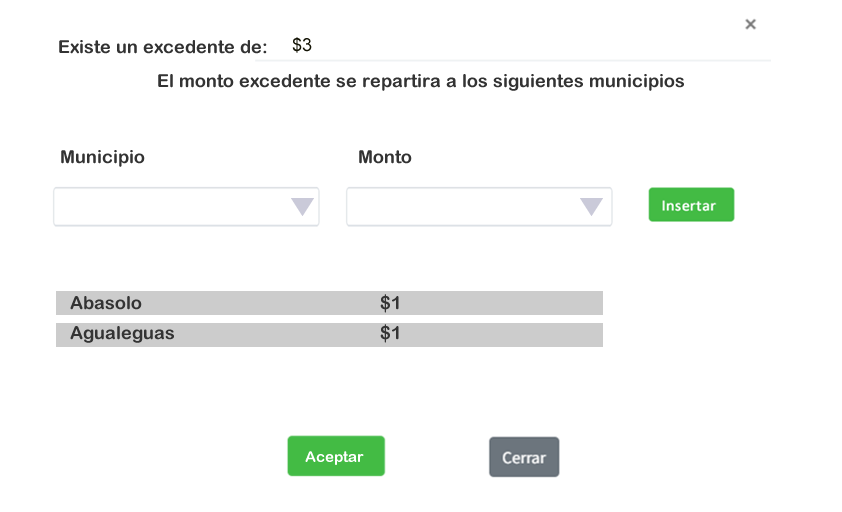 ×
Existe un excedente de: $3
El monto excedente se repartira a los siguientes municipios
Municipio Monto
Insertar
Abasolo $1
Agualeguas $1
Aceptar Cerrar